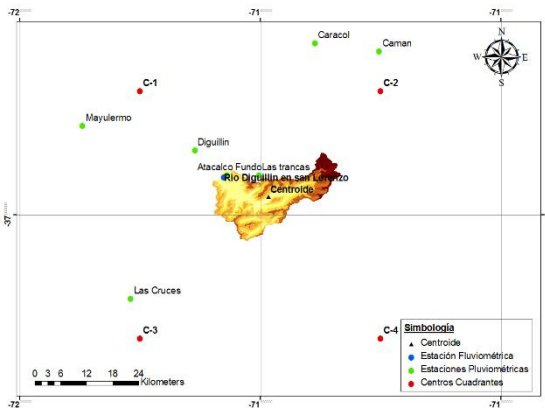 -72
-71
-71
N
W
E
S
Caracol
Caman
C-1
C-2
Mayulermo
Diguillin
Atacalco Fundo
Las trancas
Rio Diguillin en san Lorenzo
Centroide
-37
Las Cruces
C-3
C-4
Simbología
Centroide
Estación Fluviométrica
Estaciones Pluviométricas
Centros Cuadrantes
0 3 6 12 18 24
Kilometers
-72
-71
-71